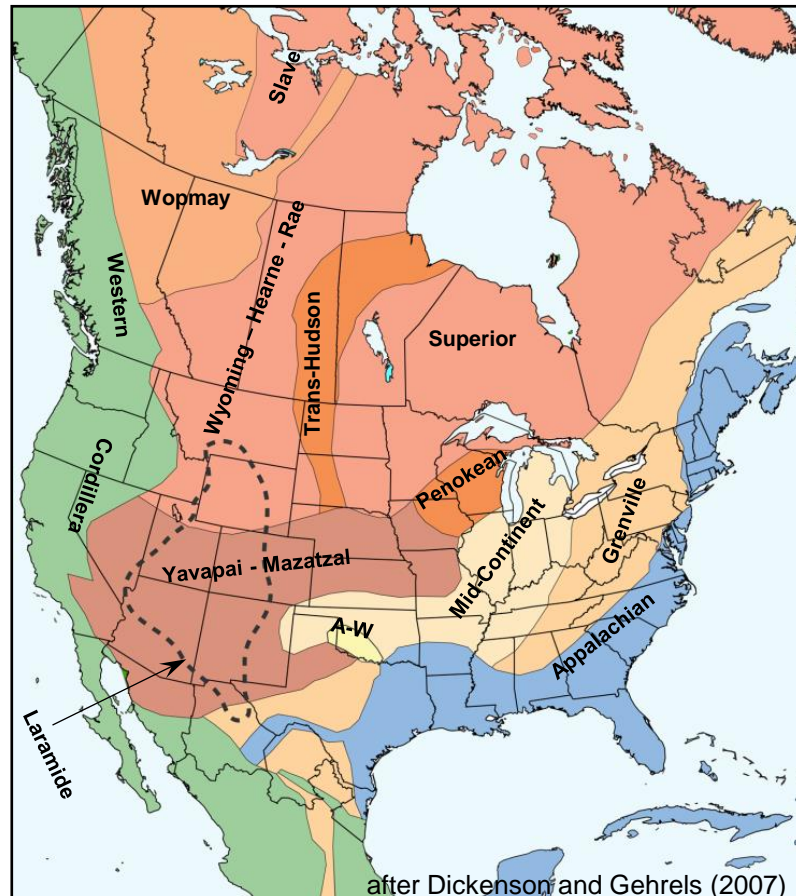 Slave
Wopmay
Wyoming - Hearne - Rae
Western
Cordillera
Trans-Hudson
Superior
Penokean
Mid-Continent
Grenville
Yavapai - Mazatzal
A-W
Appalachian
Laramide
after Dickenson and Gehrels (2007)